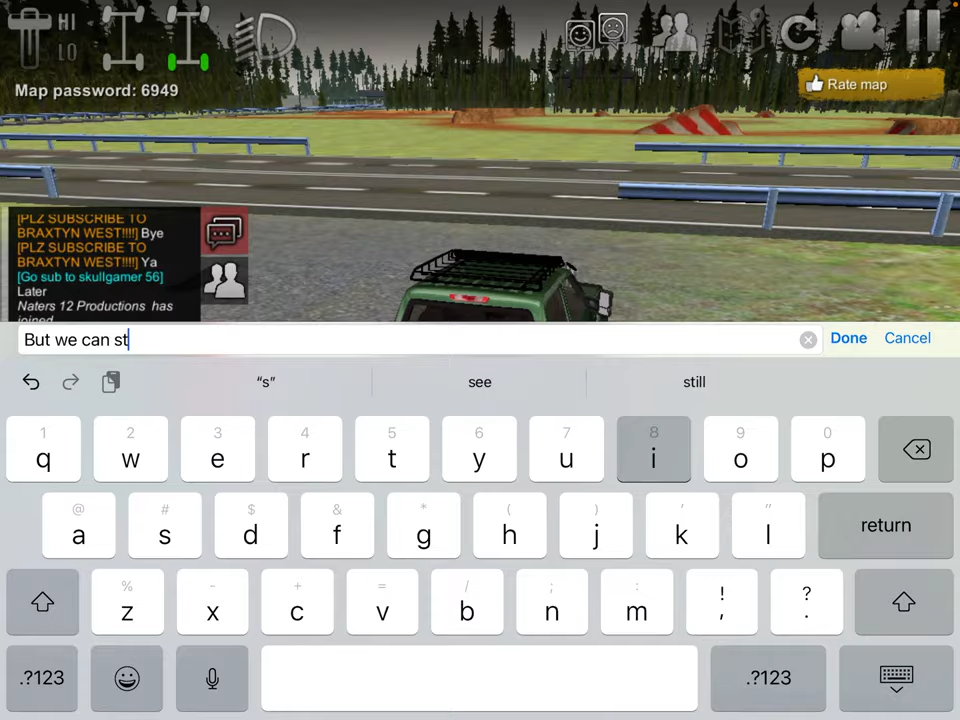 HI
LO
Map password: 6949
Rate map
[PLZ SUBSCRIBE TO
BRAXTYN WEST!!!!] Bye
[PLZ SUBSCRIBE TO
BRAXTYN WEST!!!!] Ya
[Go sub to skullgamer 56]
Later
Naters 12 Productions has
joined
But we can st
Done
Cancel
“s”
see
still
1 2 3 4 5 6 7 8 9 0
q w e r t y u i o p
@ # $ & * ( ) ' "
a s d f g h j k l
return
% - + = / ; : ! ?
z x c v b n m , .
.?123
.?123